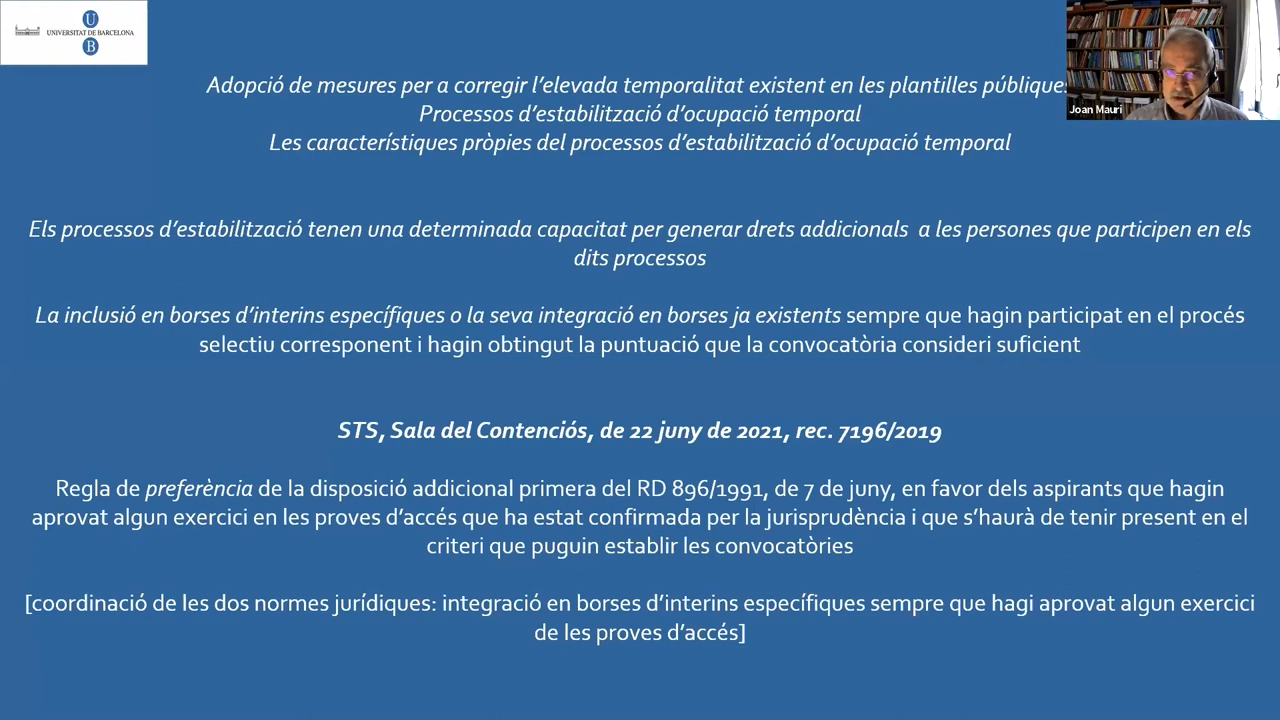 U
UNIVERSITAT DE BARCELONA
B
Joan Mauri
Adopció de mesures per a corregir l’elevada temporalitat existent en les plantilles públiques
Processos d’estabilització d’ocupació temporal
Les característiques pròpies del processos d’estabilització d’ocupació temporal
Els processos d’estabilització tenen una determinada capacitat per generar drets addicionals a les persones que participen en els
dits processos
La inclusió en borses d’interins específiques o la seva integració en borses ja existents sempre que hagin participat en el procés
selectiu corresponent i hagin obtingut la puntuació que la convocatòria consideri suficient
STS, Sala del Contenciós, de 22 juny de 2021, rec. 7196/2019
Regla de preferència de la disposició addicional primera del RD 896/1991, de 7 de juny, en favor dels aspirants que hagin
aprovat algun exercici en les proves d’accés que ha estat confirmada per la jurisprudència i que s’haurà de tenir present en el
criteri que puguin establir les convocatòries
[coordinació de les dos normes jurídiques: integració en borses d’interins específiques sempre que hagi aprovat algun exercici
de les proves d’accés]